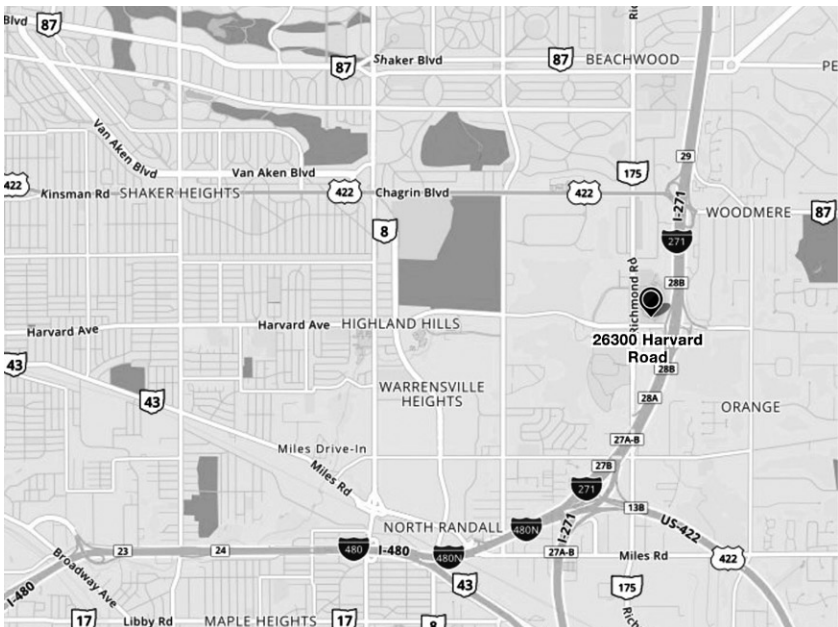 Blvd
87
Ric
87
Shaker Blvd
87
BEACHWOOD
PE
Van Aken Blvd
29
422
Kinsman Rd
SHAKER HEIGHTS
Van Aken Blvd
422
Chagrin Blvd
422
175
I-271
WOODMERE
87
8
271
Richmond Rd
28B
Harvard Ave
Harvard Ave
HIGHLAND HILLS
26300 Harvard
Road
43
28B
WARRENSVILLE
HEIGHTS
43
28A
ORANGE
27A-B
Miles Drive-In
27B
Miles Rd
271
13B
NORTH RANDALL
480N
I-271
US-422
23
24
480
I-480
480N
27A-B
Miles Rd
422
Broadway Ave
43
175
I-480
17
Libby Rd
MAPLE HEIGHTS
17
8
Rich